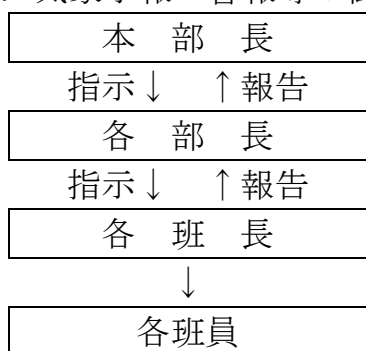 本 部 長
指示↓ ↑報告
各 部 長
指示↓ ↑報告
各 班 長
↓
各班員